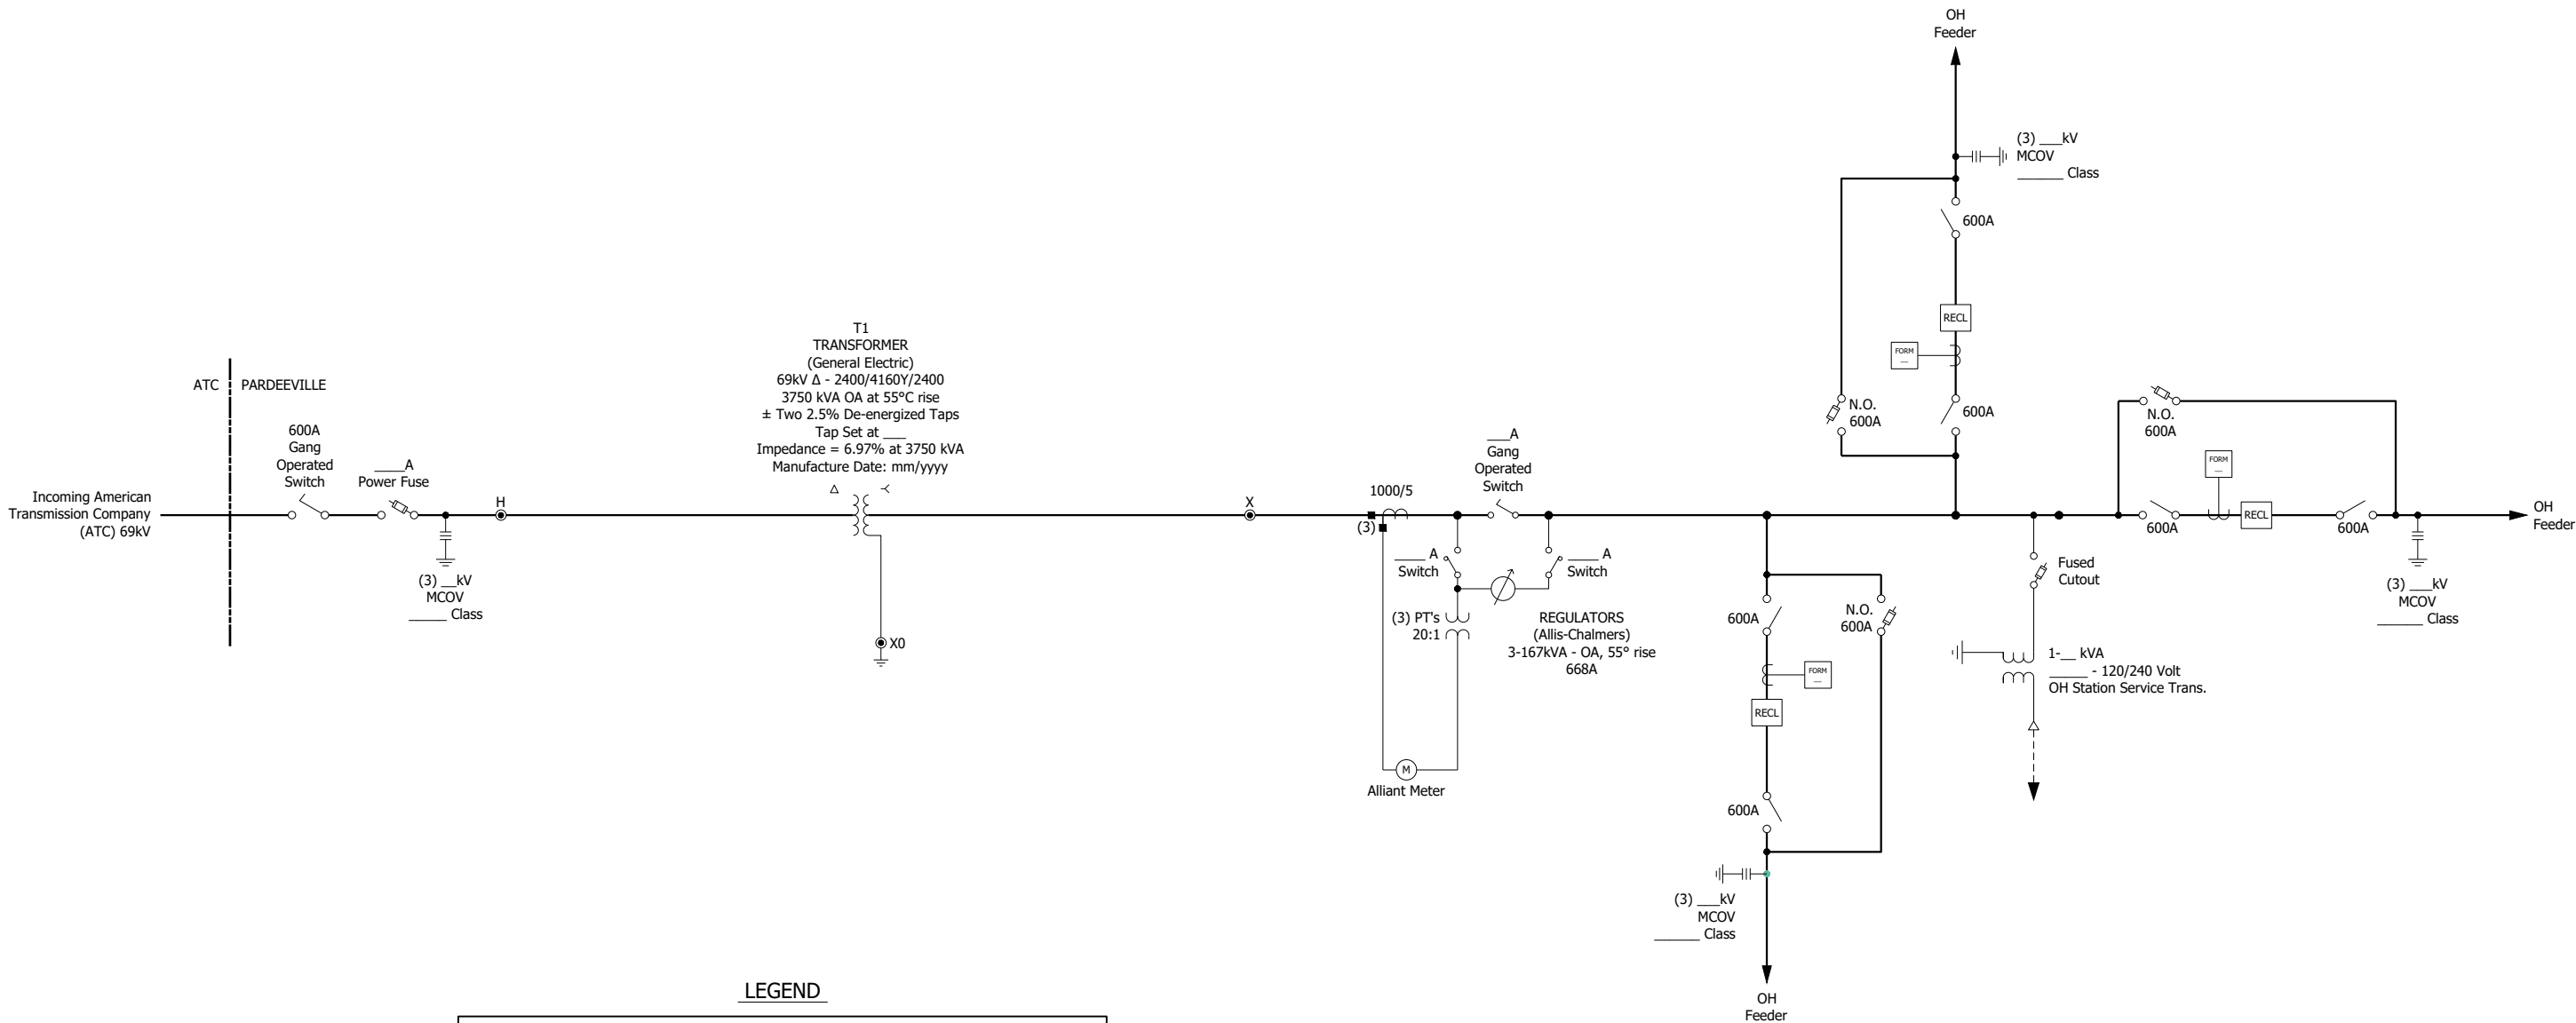 OH
Feeder
(3) ___kV
MCOV
______ Class
600A
RECL
FORM
__
N.O.
600A
600A
T1
TRANSFORMER
(General Electric)
69kV Δ - 2400/4160Y/2400
3750 kVA OA at 55°C rise
± Two 2.5% De-energized Taps
Tap Set at ___
Impedance = 6.97% at 3750 kVA
Manufacture Date: mm/yyyy
ATC
PARDEEVILLE
600A
Gang
Operated
Switch
____A
Power Fuse
Incoming American
Transmission Company
(ATC) 69kV
(3) __kV
MCOV
_____ Class
H
X0
X
1000/5
(3)
___A
Gang
Operated
Switch
____ A
Switch
____ A
Switch
(3) PT's
20:1
REGULATORS
(Allis-Chalmers)
3-167kVA - OA, 55° rise
668A
M
Alliant Meter
600A
N.O.
600A
FORM
__
RECL
600A
(3) ___kV
MCOV
______ Class
OH
Feeder
Fused
Cutout
1-__ kVA
_____ - 120/240 Volt
OH Station Service Trans.
N.O.
600A
FORM
__
600A
RECL
600A
OH
Feeder
(3) ___kV
MCOV
______ Class
LEGEND